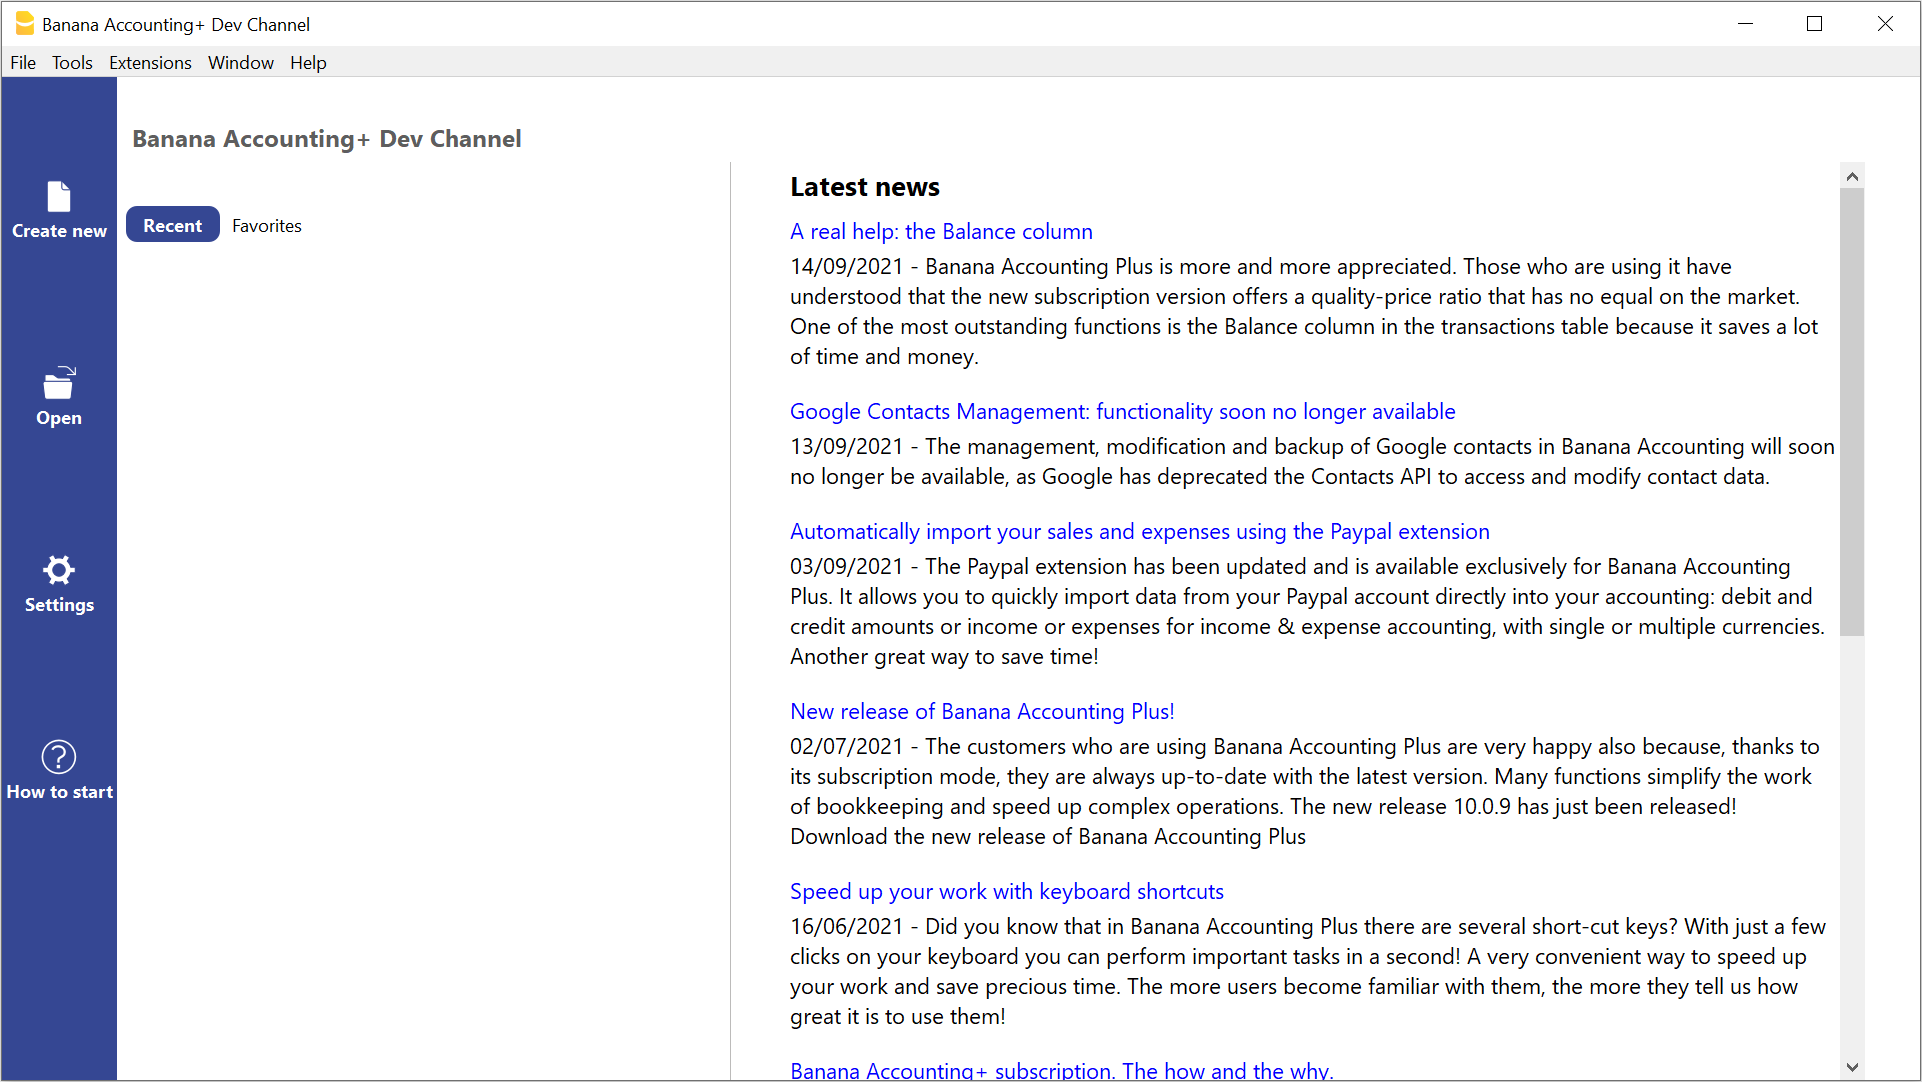 Banana Accounting+ Dev Channel
File Tools Extensions Window Help
Banana Accounting+ Dev Channel
Create new
Open
Settings
How to start
Recent Favorites
Latest news
A real help: the Balance column
14/09/2021 - Banana Accounting Plus is more and more appreciated. Those who are using it have
understood that the new subscription version offers a quality-price ratio that has no equal on the market.
One of the most outstanding functions is the Balance column in the transactions table because it saves a lot
of time and money.
Google Contacts Management: functionality soon no longer available
13/09/2021 - The management, modification and backup of Google contacts in Banana Accounting will soon
no longer be available, as Google has deprecated the Contacts API to access and modify contact data.
Automatically import your sales and expenses using the Paypal extension
03/09/2021 - The Paypal extension has been updated and is available exclusively for Banana Accounting
Plus. It allows you to quickly import data from your Paypal account directly into your accounting: debit and
credit amounts or income or expenses for income & expense accounting, with single or multiple currencies.
Another great way to save time!
New release of Banana Accounting Plus!
02/07/2021 - The customers who are using Banana Accounting Plus are very happy also because, thanks to
its subscription mode, they are always up-to-date with the latest version. Many functions simplify the work
of bookkeeping and speed up complex operations. The new release 10.0.9 has just been released!
Download the new release of Banana Accounting Plus
Speed up your work with keyboard shortcuts
16/06/2021 - Did you know that in Banana Accounting Plus there are several short-cut keys? With just a few
clicks on your keyboard you can perform important tasks in a second! A very convenient way to speed up
your work and save precious time. The more users become familiar with them, the more they tell us how
great it is to use them!
Banana Accounting+ subscription. The how and the why.